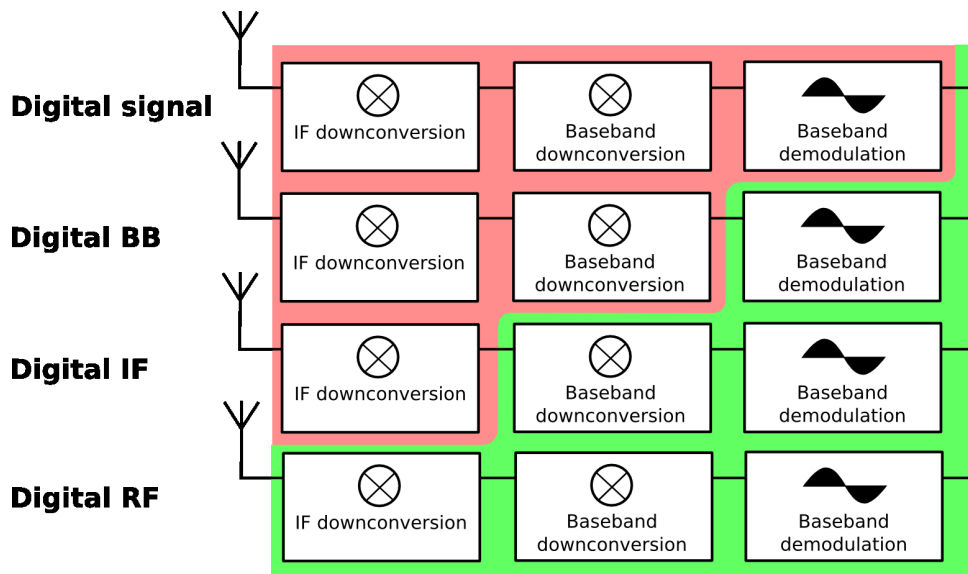 Digital signal
IF downconversion
Baseband
downconversion
Baseband
demodulation
Digital BB
IF downconversion
Baseband
downconversion
Baseband
demodulation
Digital IF
IF downconversion
Baseband
downconversion
Baseband
demodulation
Digital RF
IF downconversion
Baseband
downconversion
Baseband
demodulation